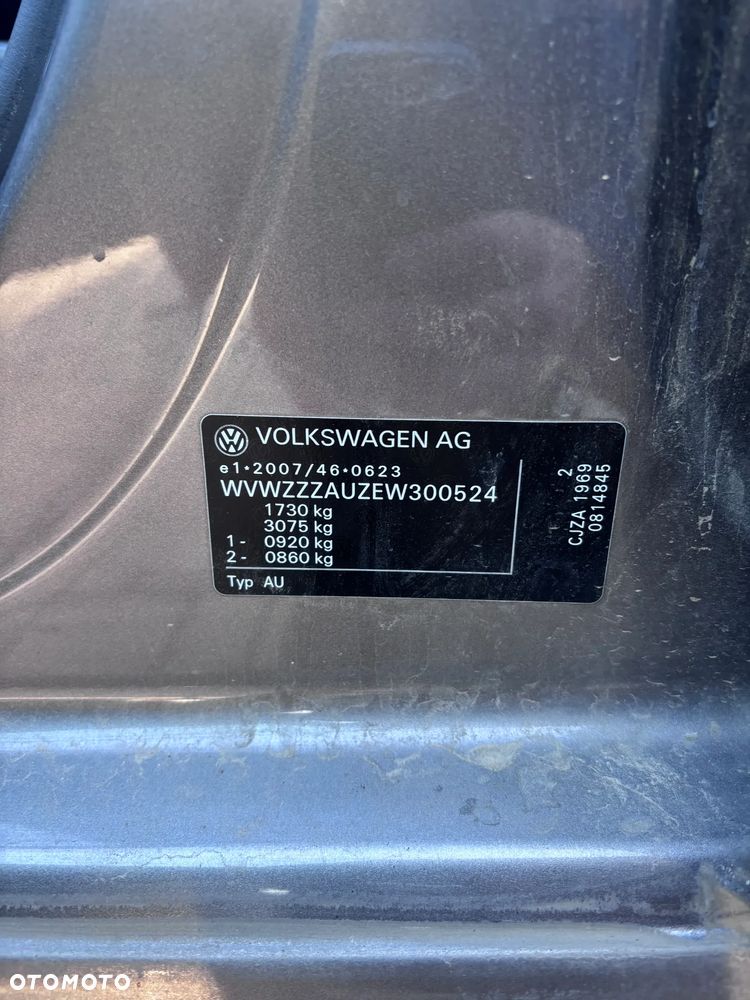 VOLKSWAGEN AG
e1*2007/46*0623
WVWZZZAUZEW300524
1730 kg
3075 kg
1- 0920 kg
2- 0860 kg
Typ AU
2
CJZA 1969
0814845
OTOMOTO